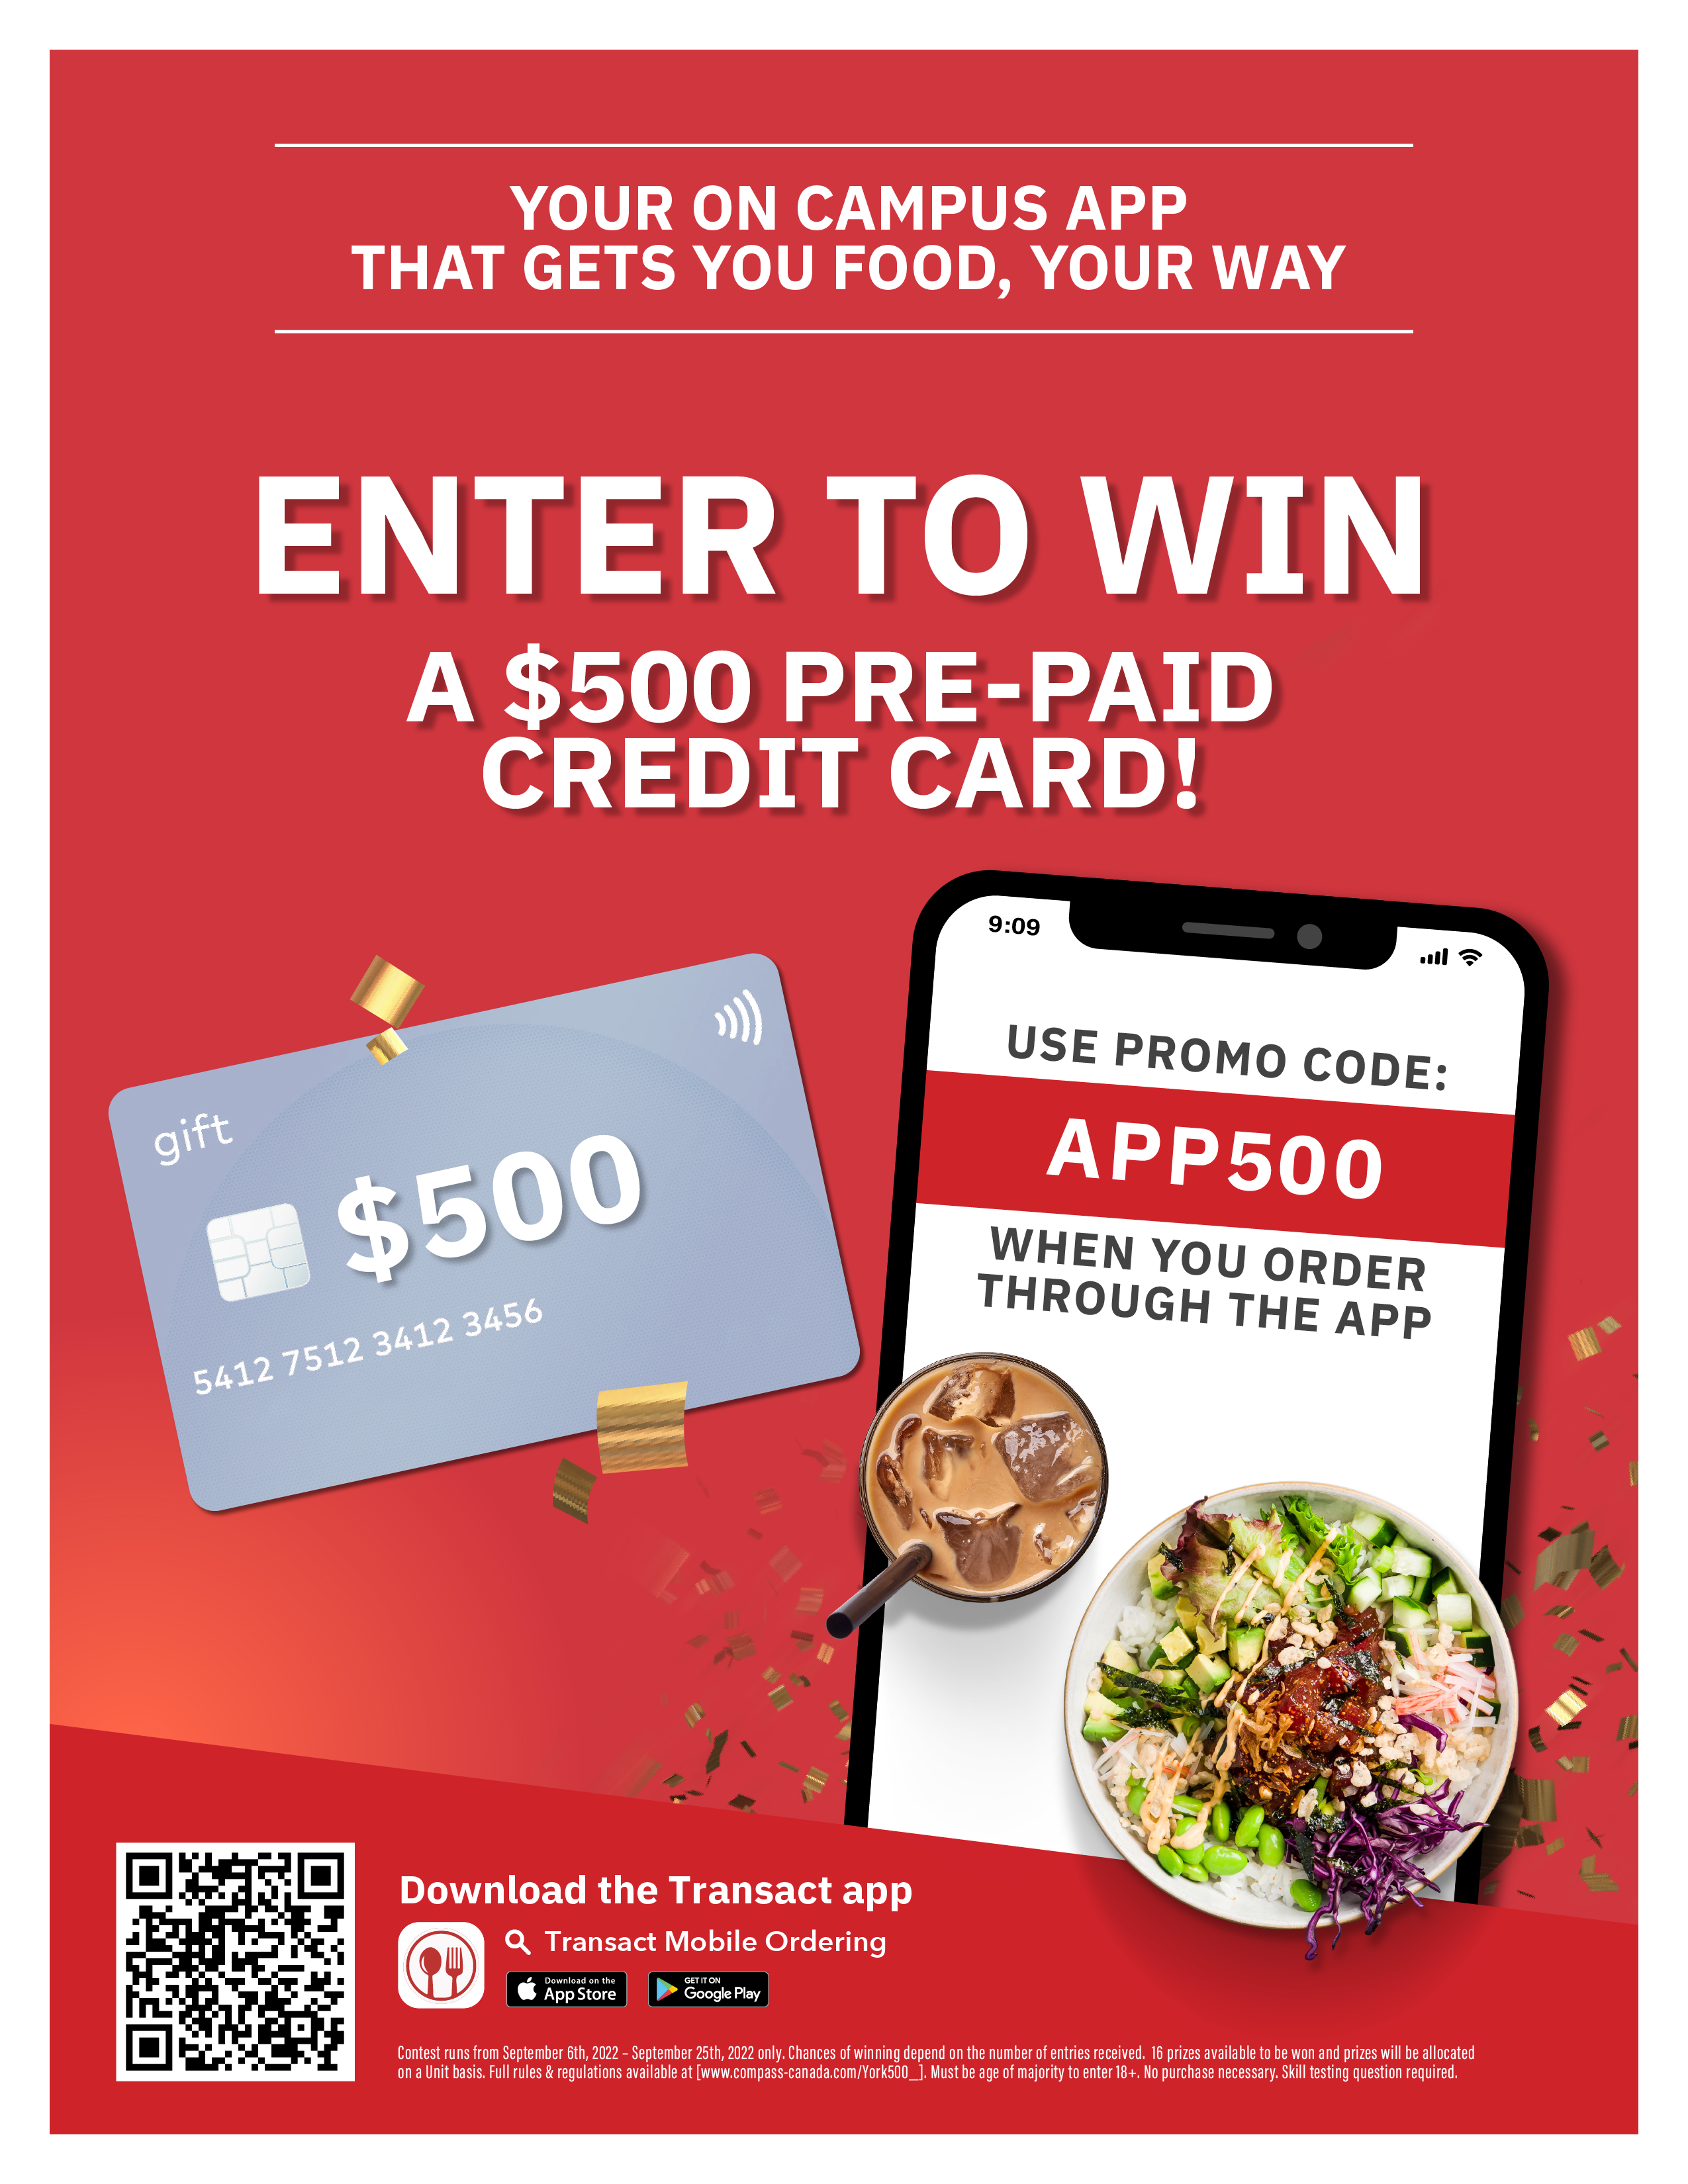 YOUR ON CAMPUS APP
THAT GETS YOU FOOD, YOUR WAY
ENTER TO WIN
A $500 PRE-PAID
CREDIT CARD!
gift
$500
5412 7512 3412 3456
9:09
USE PROMO CODE:
APP500
WHEN YOU ORDER
THROUGH THE APP
Download the Transact app
Transact Mobile Ordering
Download on the
App Store
GET IT ON
Google Play
Contest runs from September 6th, 2022 – September 25th, 2022 only. Chances of winning depend on the number of entries received. 16 prizes available to be won and prizes will be allocated
on a Unit basis. Full rules & regulations available at [www.compass-canada.com/York500_]. Must be age of majority to enter 18+. No purchase necessary. Skill testing question required.